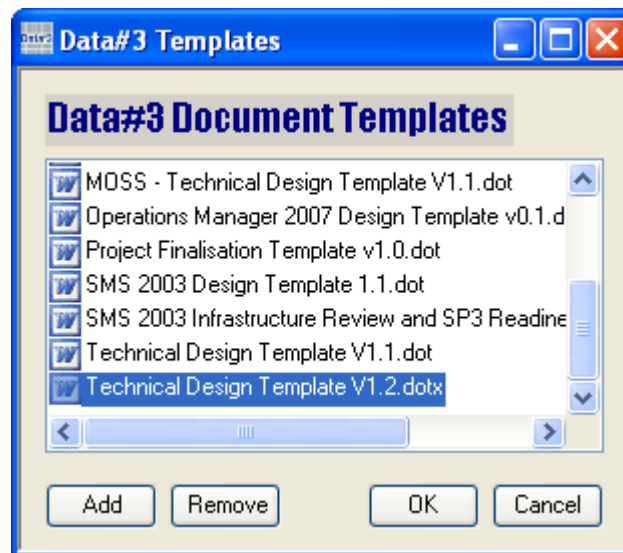 Data#3 Templates
Data#3 Document Templates
MOSS - Technical Design Template V1.1.dot
Operations Manager 2007 Design Template v0.1.d
Project Finalisation Template v1.0.dot
SMS 2003 Design Template 1.1.dot
SMS 2003 Infrastructure Review and SP3 Readine
Technical Design Template V1.1.dot
Technical Design Template V1.2.dotx
Add Remove OK Cancel